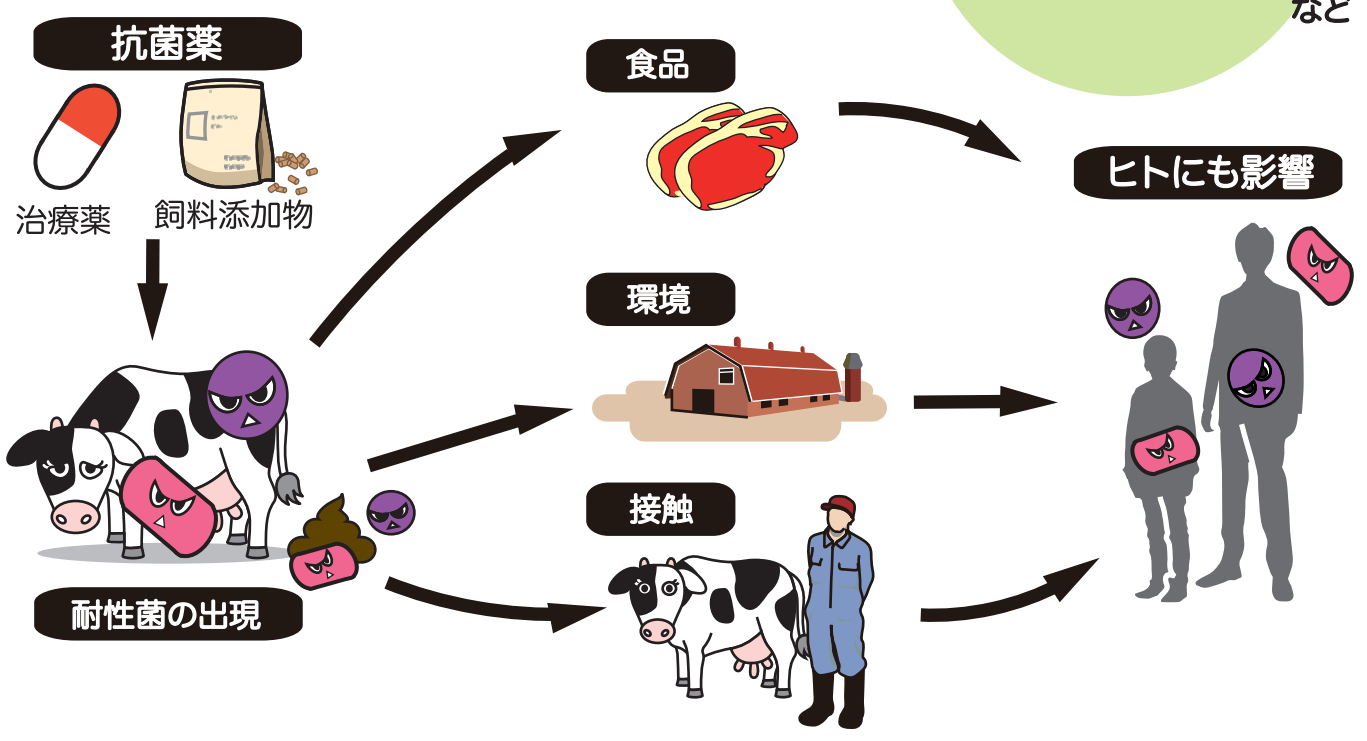 など
抗菌薬
治療薬
飼料添加物
耐性菌の出現
食品
環境
接触
ヒトにも影響